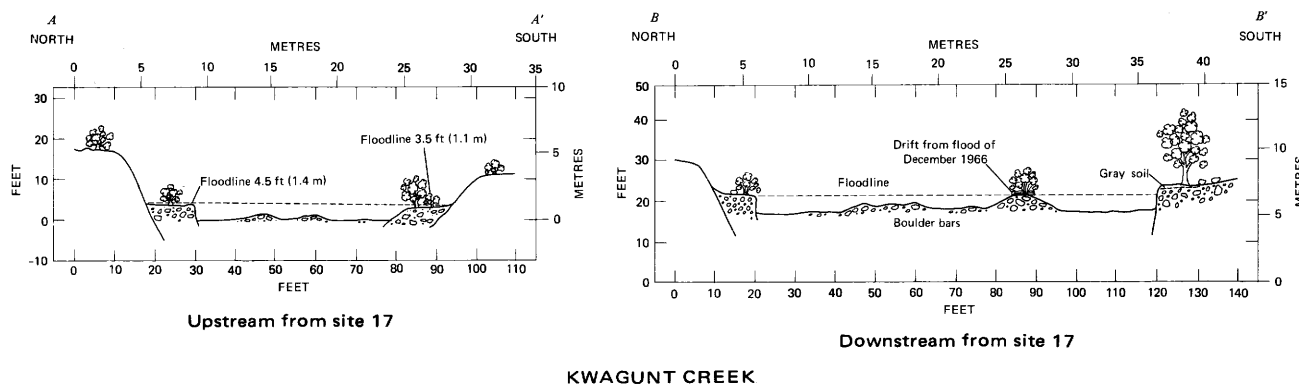 A
NORTH
A'
SOUTH
METRES
0 5 10 15 20 25 30 35
30
20
10
0
-10
FEET
10
5
0
METRES
Floodline 3.5 ft (1.1 m)
Floodline 4.5 ft (1.4 m)
0 10 20 30 40 50 60 70 80 90 100 110
FEET
Upstream from site 17
B
NORTH
B'
SOUTH
METRES
0 5 10 15 20 25 30 35 40
50
40
30
20
10
0
FEET
15
10
5
0
METRES
Drift from flood of
December 1966
Gray soil
Floodline
Boulder bars
0 10 20 30 40 50 60 70 80 90 100 110 120 130 140
FEET
Downstream from site 17
KWAGUNT CREEK